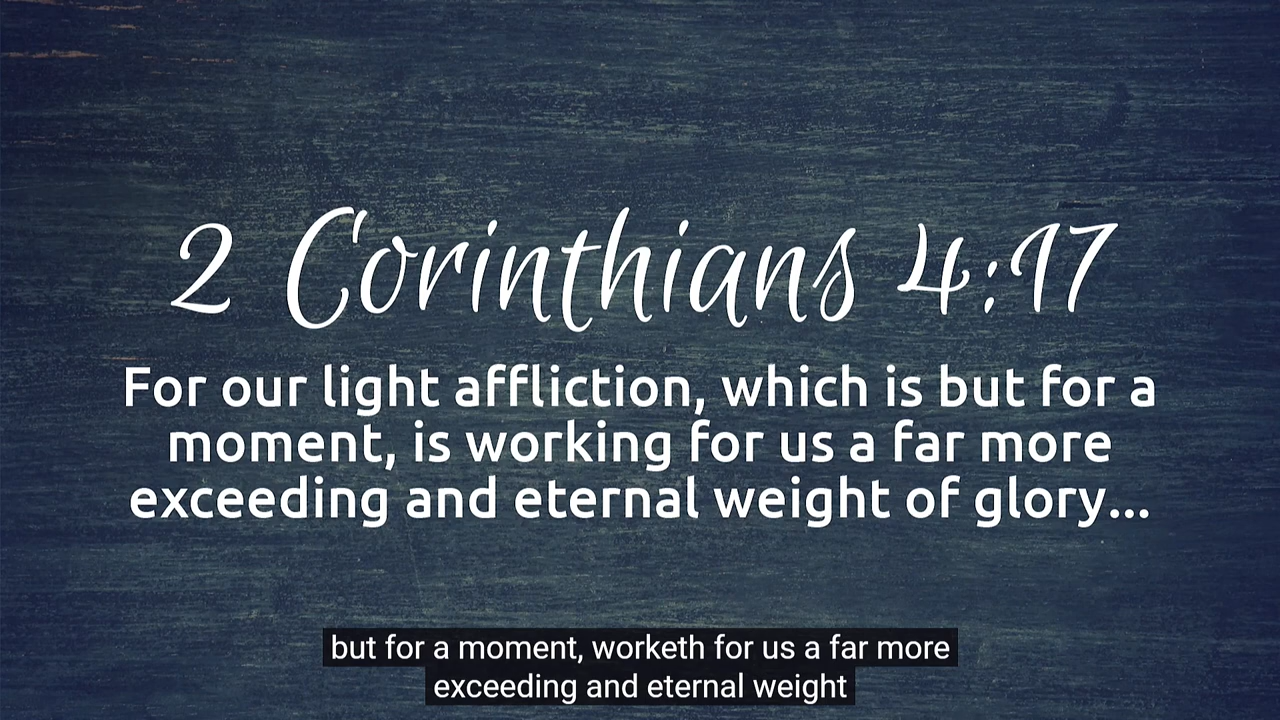 2 Corinthians 4:17
For our light affliction, which is but for a
moment, is working for us a far more
exceeding and eternal weight of glory...
but for a moment, worketh for us a far more
exceeding and eternal weight